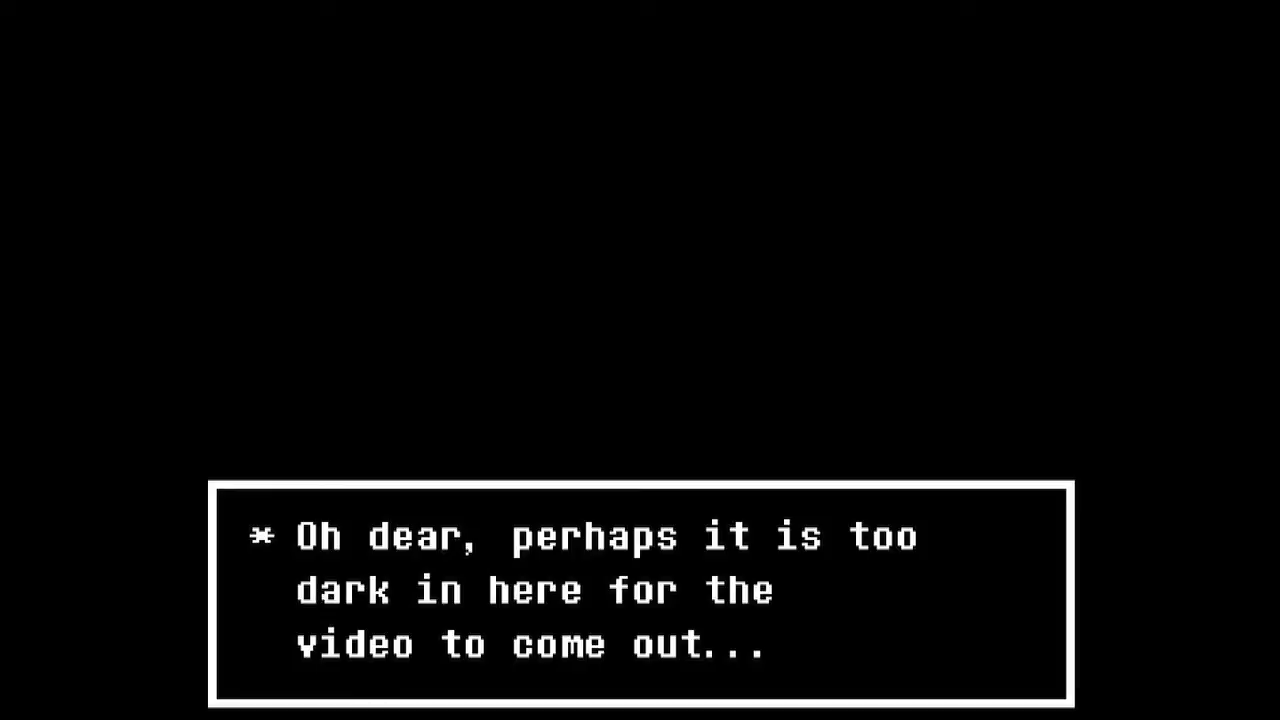 * Oh dear, perhaps it is too
dark in here for the
video to come out...